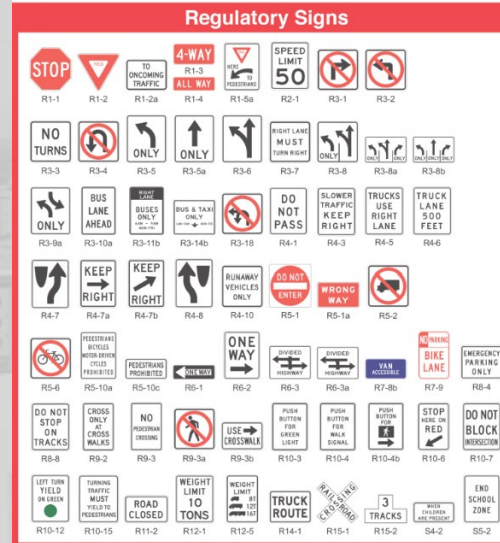 Regulatory Signs
STOP
TO
ONCOMING
TRAFFIC
4-WAY
R1-3
ALL WAY
HERE
TO
PEDESTRIANS
SPEED
LIMIT
50
R1-1
R1-2
R1-2a
R1-4
R1-5a
R2-1
R3-1
R3-2
NO
TURNS
ONLY
ONLY
RIGHT LANE
MUST
TURN RIGHT
ONLY
ONLY
ONLY
ONLY
ONLY
R3-3
R3-4
R3-5
R3-5a
R3-6
R3-7
R3-8
R3-8a
R3-8b
ONLY
BUS
LANE
AHEAD
RIGHT
LANE
BUSES
ONLY
BUS & TAXI
ONLY
DO
NOT
PASS
SLOWER
TRAFFIC
KEEP
RIGHT
TRUCKS
USE
RIGHT
LANE
TRUCK
LANE
500
FEET
R3-9a
R3-10a
R3-11b
R3-14b
R3-18
R4-1
R4-3
R4-5
R4-6
KEEP
RIGHT
KEEP
RIGHT
RUNAWAY
VEHICLES
ONLY
DO NOT
ENTER
WRONG
WAY
R4-7
R4-7a
R4-7b
R4-8
R4-10
R5-1
R5-1a
R5-2
PEDESTRIANS
BICYCLES
MOTOR-DRIVEN
CYCLES
PROHIBITED
PEDESTRIANS
PROHIBITED
ONE WAY
ONE
WAY
DIVIDED
HIGHWAY
DIVIDED
HIGHWAY
VAN
ACCESSIBLE
NO PARKING
BIKE
LANE
EMERGENCY
PARKING
ONLY
R5-6
R5-10a
R5-10c
R6-1
R6-2
R6-3
R6-3a
R7-8b
R7-9
R8-4
DO NOT
STOP
ON
TRACKS
CROSS
ONLY
AT
CROSS
WALKS
NO
PEDESTRIAN
CROSSING
USE
CROSSWALK
PUSH
BUTTON
FOR
GREEN
LIGHT
PUSH
BUTTON
FOR
WALK
SIGNAL
PUSH
BUTTON
FOR
STOP
HERE ON
RED
DO NOT
BLOCK
INTERSECTION
R8-8
R9-2
R9-3
R9-3a
R9-3b
R10-3
R10-4
R10-4b
R10-6
R10-7
LEFT TURN
YIELD
ON GREEN
TURNING
TRAFFIC
MUST
YIELD TO
PEDESTRIANS
ROAD
CLOSED
WEIGHT
LIMIT
10
TONS
WEIGHT
LIMIT
8T
12T
16T
TRUCK
ROUTE
RAILROAD
CROSSING
3
TRACKS
WHEN
CHILDREN
ARE PRESENT
END
SCHOOL
ZONE
R10-12
R10-15
R11-2
R12-1
R12-5
R14-1
R15-1
R15-2
S4-2
S5-2